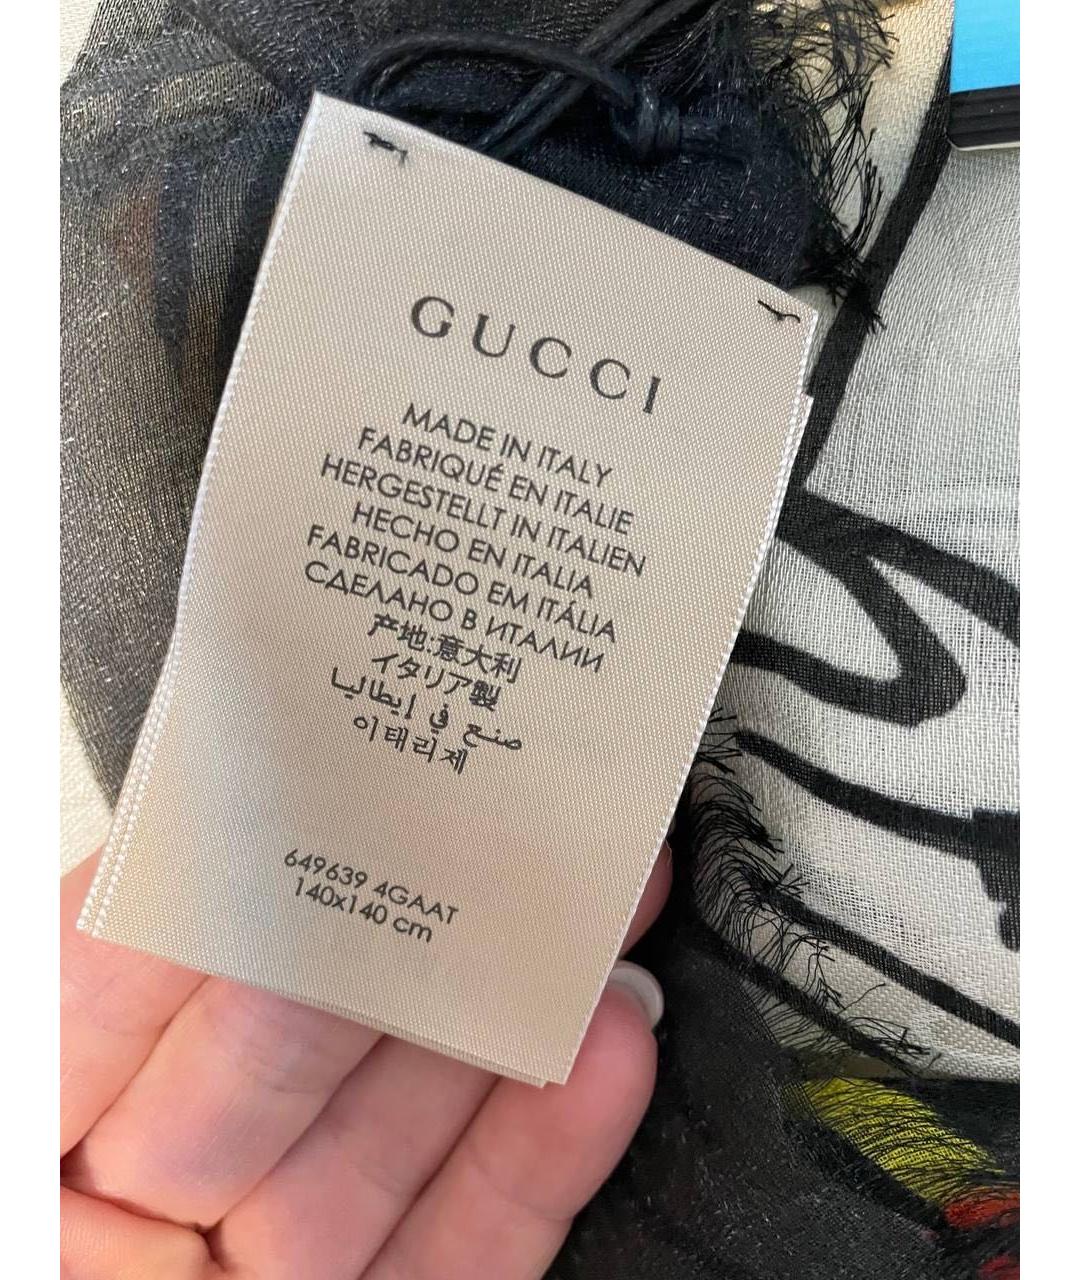 GUCCI
MADE IN ITALY
FABRIQUÉ EN ITALIE
HERGESTELLT IN ITALIEN
HECHO EN ITALIA
FABRICADO EM ITÁLIA
СДЕЛАНО В ИТАЛИИ
产地:意大利
イタリア製
صنع في إيطاليا
이태리제
649639 4GAAT
140x140 cm